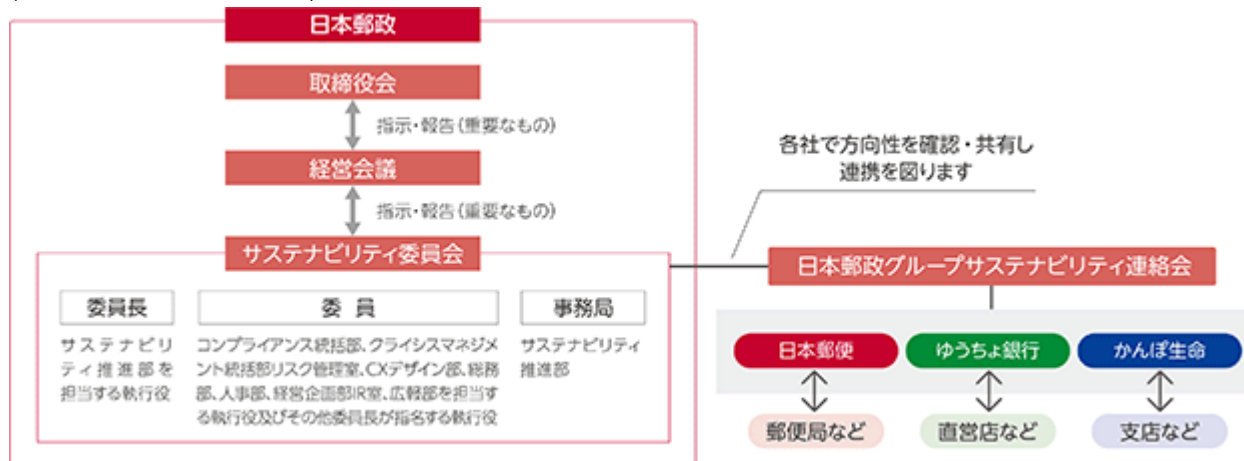 日本郵政
取締役会
指示・報告（重要なもの）
経営会議
指示・報告（重要なもの）
サステナビリティ委員会
委員長
サステナビリ
ティ推進部を
担当する執行役
委 員
コンプライアンス統括部、クライシスマネジメ
ント統括部リスク管理室、CXデザイン部、総務
部、人事部、経営企画部IR室、広報部を担当す
る執行役及びその他委員長が指名する執行役
事務局
サステナビリティ
推進部
各社で方向性を確認・共有し
連携を図ります
日本郵政グループサステナビリティ連絡会
日本郵便
ゆうちょ銀行
かんぽ生命
郵便局など
直営店など
支店など